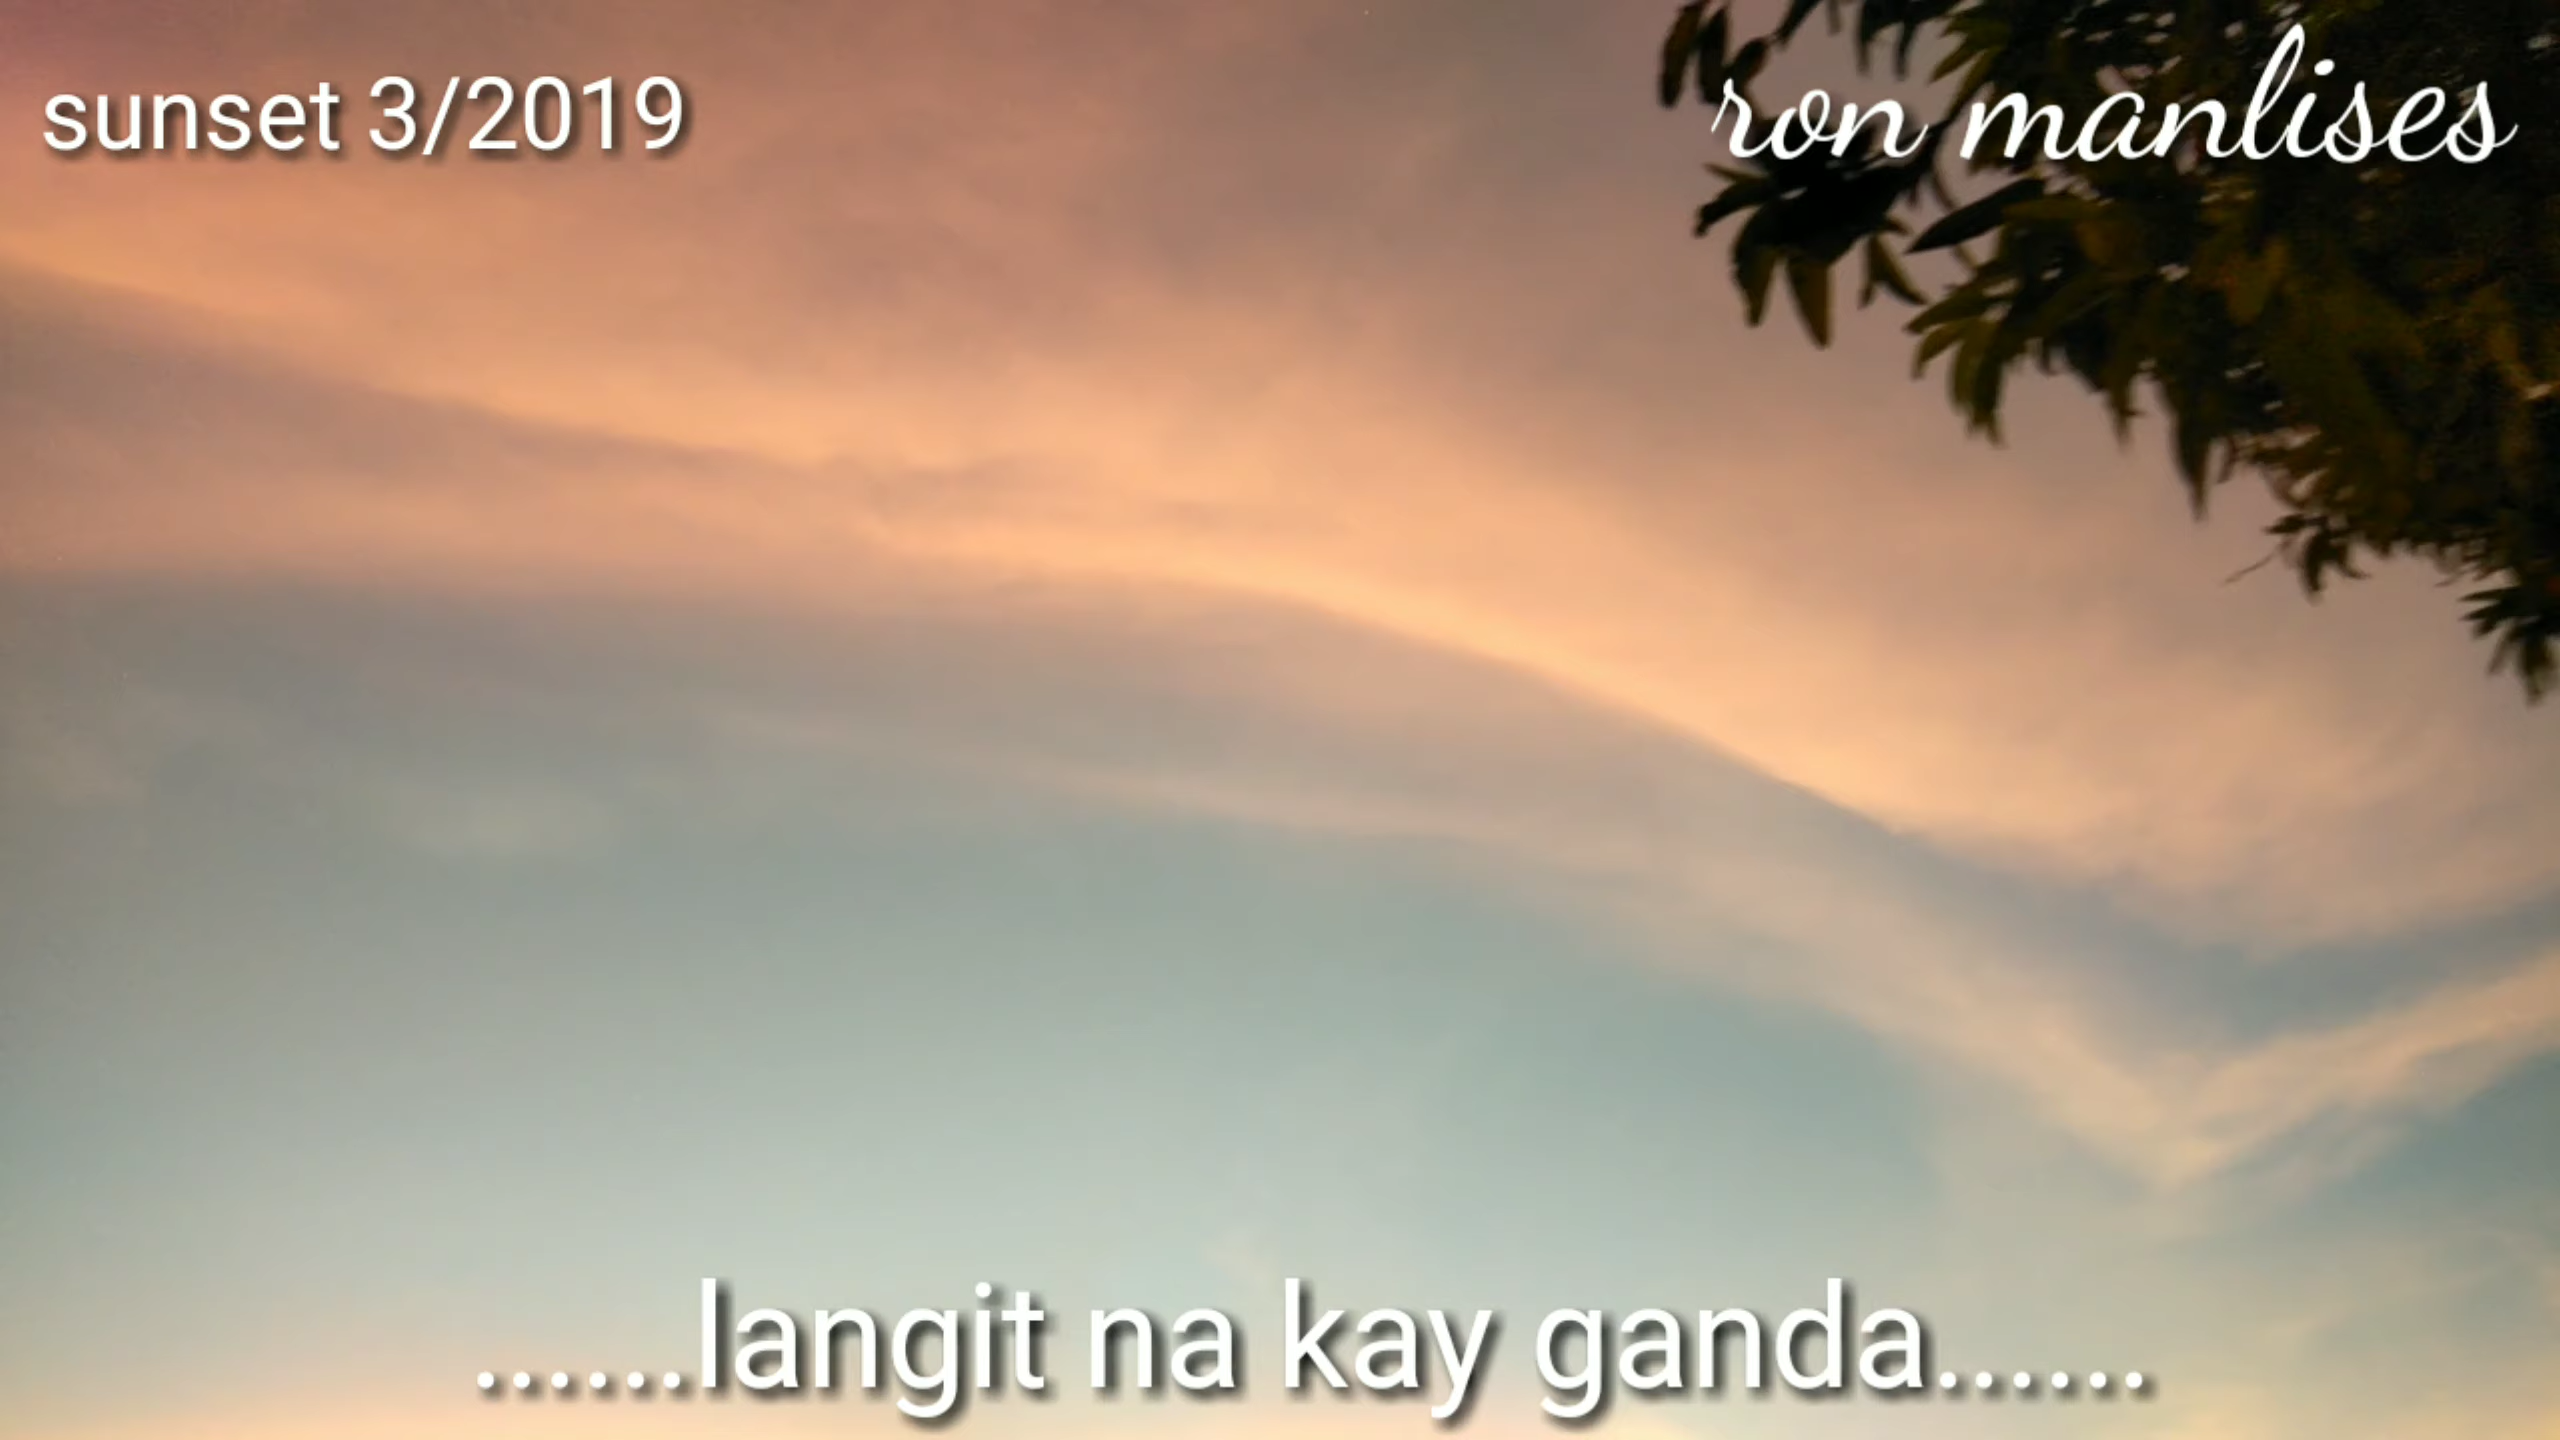 sunset 3/2019
ron manlises
......langit na kay ganda......